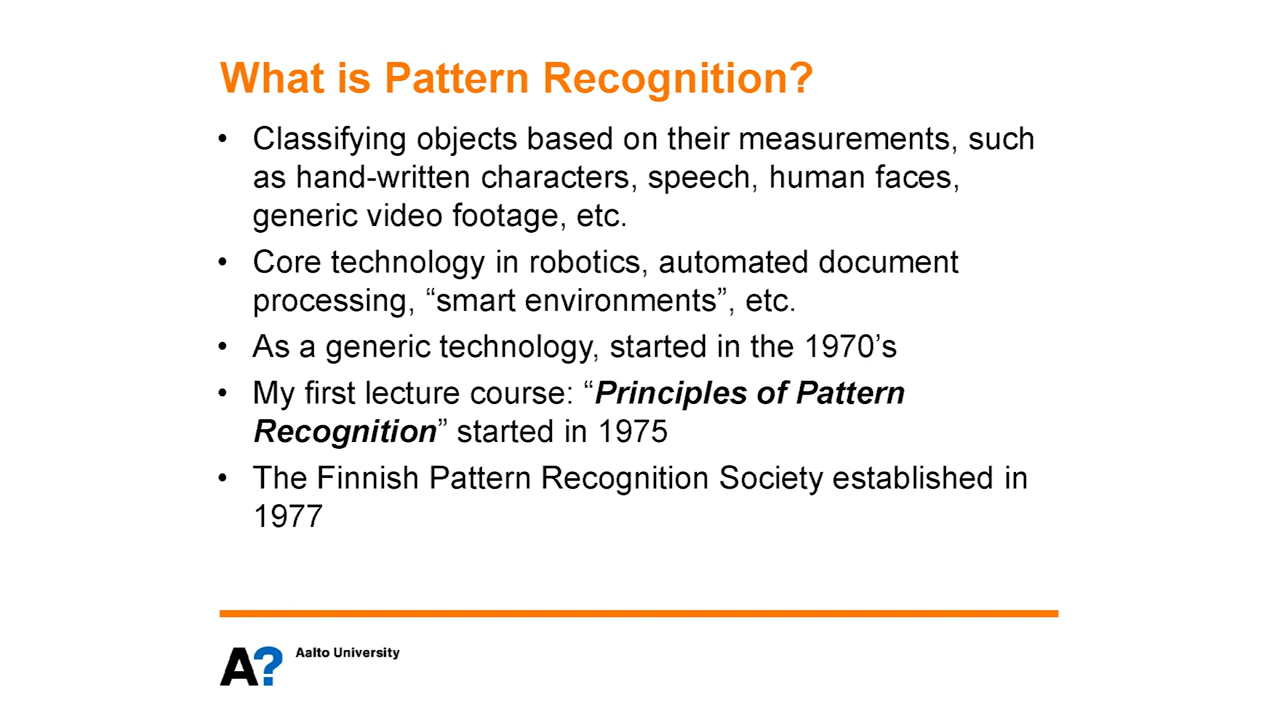 What is Pattern Recognition?
• Classifying objects based on their measurements, such
as hand-written characters, speech, human faces,
generic video footage, etc.
• Core technology in robotics, automated document
processing, “smart environments”, etc.
• As a generic technology, started in the 1970’s
• My first lecture course: “Principles of Pattern
Recognition” started in 1975
• The Finnish Pattern Recognition Society established in
1977
A? Aalto University